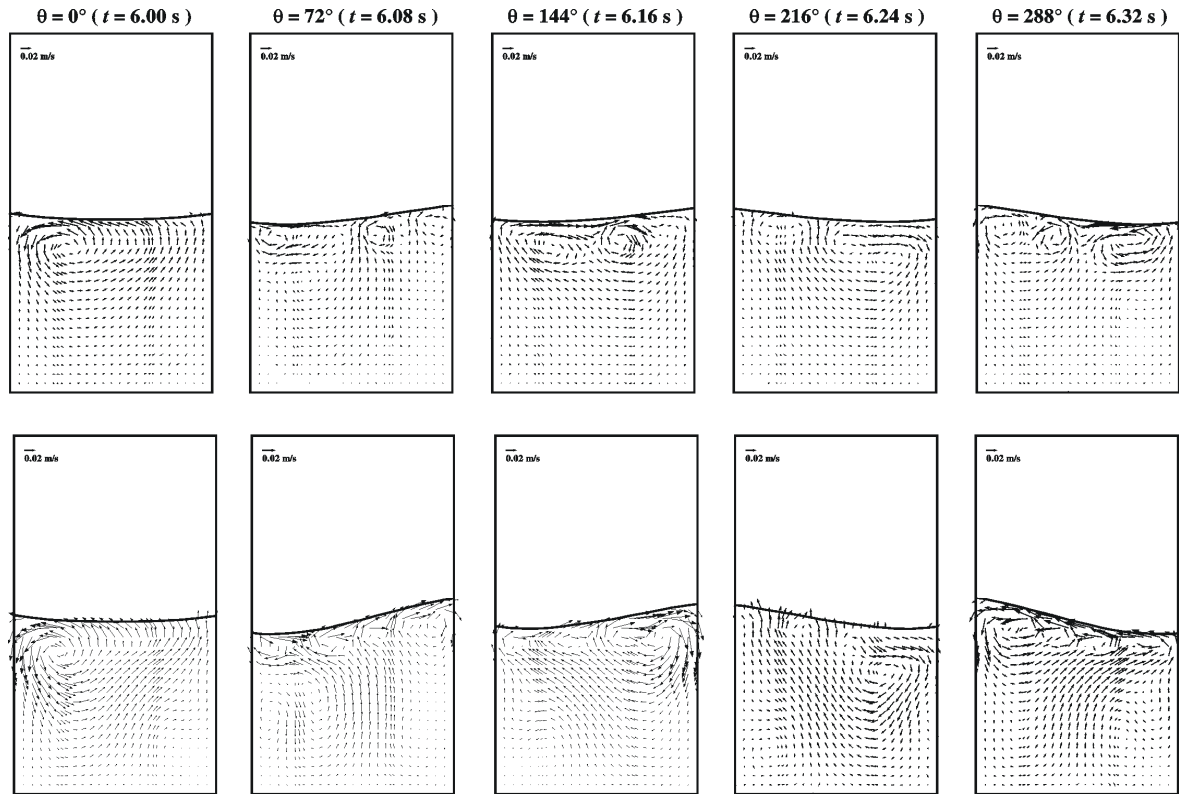 θ = 0° ( t = 6.00 s )
θ = 72° ( t = 6.08 s )
θ = 144° ( t = 6.16 s )
θ = 216° ( t = 6.24 s )
θ = 288° ( t = 6.32 s )
0.02 m/s
0.02 m/s
0.02 m/s
0.02 m/s
0.02 m/s
0.02 m/s
0.02 m/s
0.02 m/s
0.02 m/s
0.02 m/s